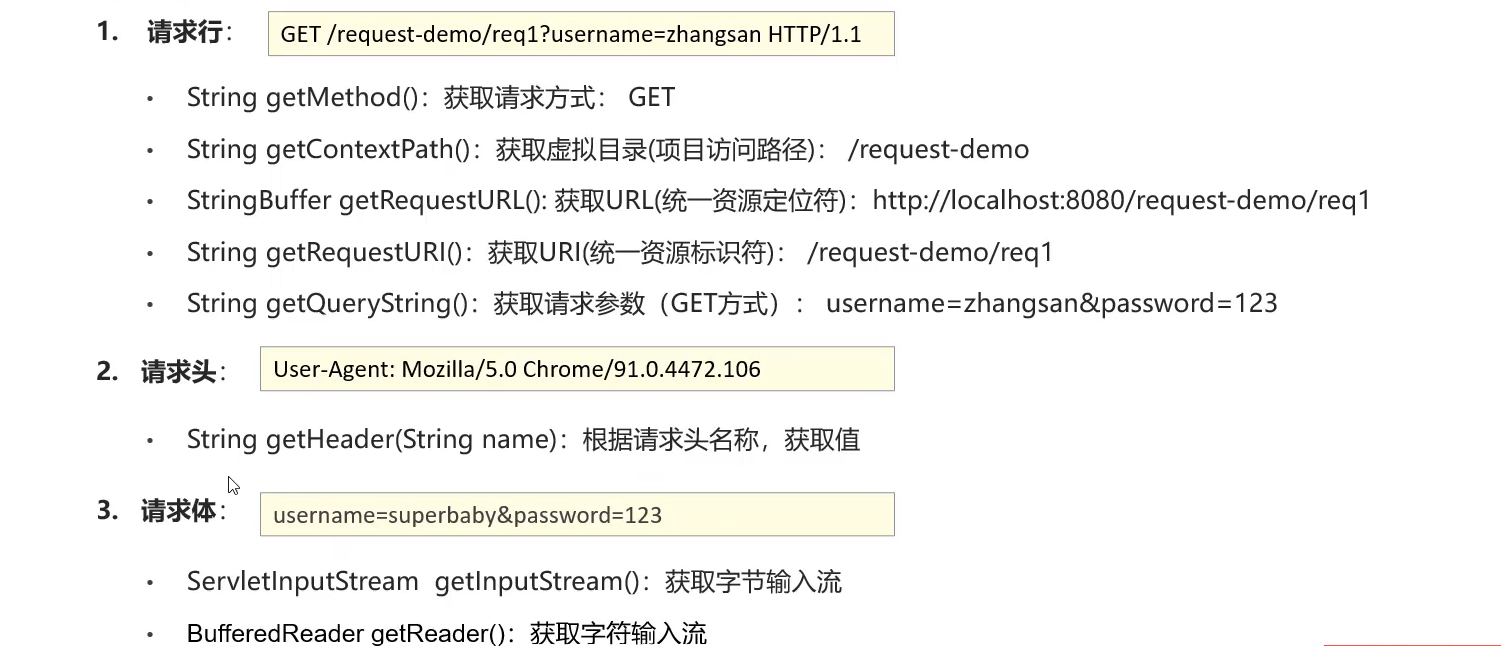 1. 请求行： GET /request-demo/req1?username=zhangsan HTTP/1.1
• String getMethod()：获取请求方式： GET
• String getContextPath()：获取虚拟目录(项目访问路径)： /request-demo
• StringBuffer getRequestURL(): 获取URL(统一资源定位符)：http://localhost:8080/request-demo/req1
• String getRequestURI()：获取URI(统一资源标识符)： /request-demo/req1
• String getQueryString()：获取请求参数（GET方式）： username=zhangsan&password=123
2. 请求头： User-Agent: Mozilla/5.0 Chrome/91.0.4472.106
• String getHeader(String name)：根据请求头名称，获取值
3. 请求体： username=superbaby&password=123
• ServletInputStream getInputStream()：获取字节输入流
• BufferedReader getReader()：获取字符输入流